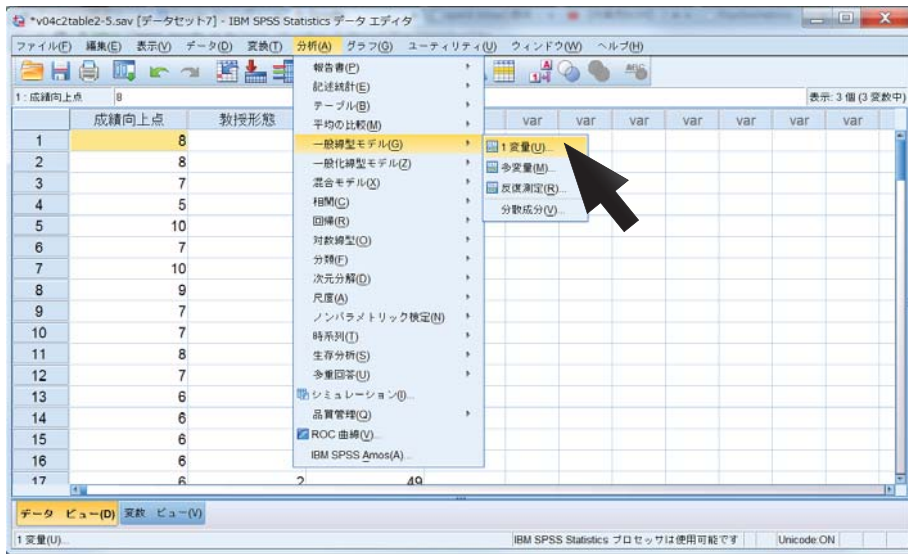 *v04c2table2-5.sav [データセット7] - IBM SPSS Statistics データ エディタ
ファイル(F) 編集(E) 表示(V) データ(D) 変換(T) 分析(A) グラフ(G) ユーティリティ(U) ウィンドウ(W) ヘルプ(H)
1 : 成績向上点 8 表示: 3 個 (3 変数中)
成績向上点 教授形態 var var var var var var
1 8
2 8
3 7
4 5
5 10
6 7
7 10
8 9
9 7
10 7
11 8
12 7
13 6
14 6
15 6
16 6
17 6 2 49
報告書(P)
記述統計(E)
テーブル(B)
平均の比較(M)
一般線型モデル(G)
一般化線型モデル(Z)
混合モデル(X)
相関(C)
回帰(R)
対数線型(O)
分類(F)
次元分解(D)
尺度(A)
ノンパラメトリック検定(N)
時系列(T)
生存分析(S)
多重回答(U)
シミュレーション(I)...
品質管理(Q)
ROC 曲線(V)...
IBM SPSS Amos(A)...
1 変量(U)...
多変量(M)...
反復測定(R)...
分散成分(V)...
データ ビュー(D) 変数 ビュー(V)
1 変量(U)... IBM SPSS Statistics プロセッサは使用可能です Unicode:ON